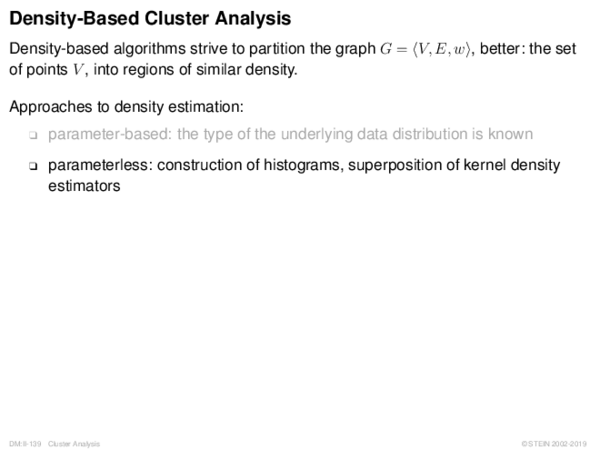 Density-Based Cluster Analysis
Density-based algorithms strive to partition the graph G = ⟨V, E, w⟩, better: the set
of points V, into regions of similar density.
Approaches to density estimation:
❑ parameter-based: the type of the underlying data distribution is known
❑ parameterless: construction of histograms, superposition of kernel density
estimators
DM:II-139 Cluster Analysis
© STEIN 2002-2019